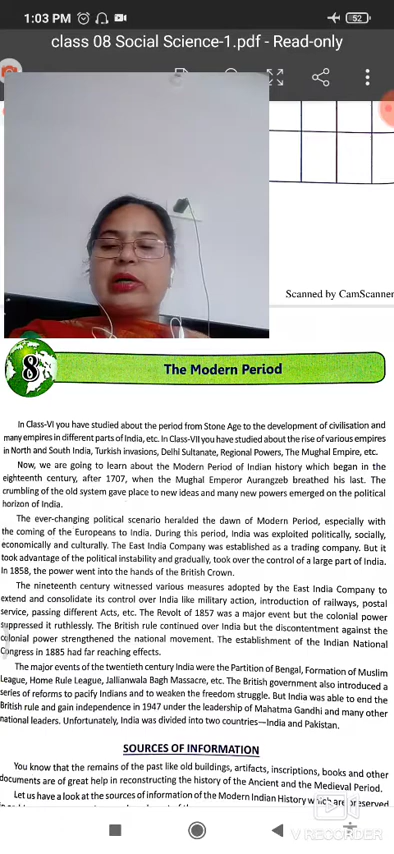 1:03 PM
52
class 08 Social Science-1.pdf - Read-only
Scanned by CamScanner
8
The Modern Period
In Class-VI you have studied about the period from Stone Age to the development of civilisation and
many empires in different parts of India, etc. In Class-VII you have studied about the rise of various empires
in North and South India, Turkish invasions, Delhi Sultanate, Regional Powers, The Mughal Empire, etc.
Now, we are going to learn about the Modern Period of Indian history which began in the
eighteenth century, after 1707, when the Mughal Emperor Aurangzeb breathed his last. The
crumbling of the old system gave place to new ideas and many new powers emerged on the political
horizon of India.
The ever-changing political scenario heralded the dawn of Modern Period, especially with
the coming of the Europeans to India. During this period, India was exploited politically, socially,
economically and culturally. The East India Company was established as a trading company. But it
took advantage of the political instability and gradually, took over the control of a large part of India.
In 1858, the power went into the hands of the British Crown.
The nineteenth century witnessed various measures adopted by the East India Company to
extend and consolidate its control over India like military action, introduction of railways, postal
service, passing different Acts, etc. The Revolt of 1857 was a major event but the colonial power
suppressed it ruthlessly. The British rule continued over India but the discontentment against the
colonial power strengthened the national movement. The establishment of the Indian National
Congress in 1885 had far reaching effects.
The major events of the twentieth century India were the Partition of Bengal, Formation of Muslim
League, Home Rule League, Jallianwala Bagh Massacre, etc. The British government also introduced a
series of reforms to pacify Indians and to weaken the freedom struggle. But India was able to end the
British rule and gain independence in 1947 under the leadership of Mahatma Gandhi and many other
national leaders. Unfortunately, India was divided into two countries—India and Pakistan.
SOURCES OF INFORMATION
You know that the remains of the past like old buildings, artifacts, inscriptions, books and other
documents are of great help in reconstructing the history of the Ancient and the Medieval Period.
Let us have a look at the sources of information of the Modern Indian History which are preserved
V RECORDER